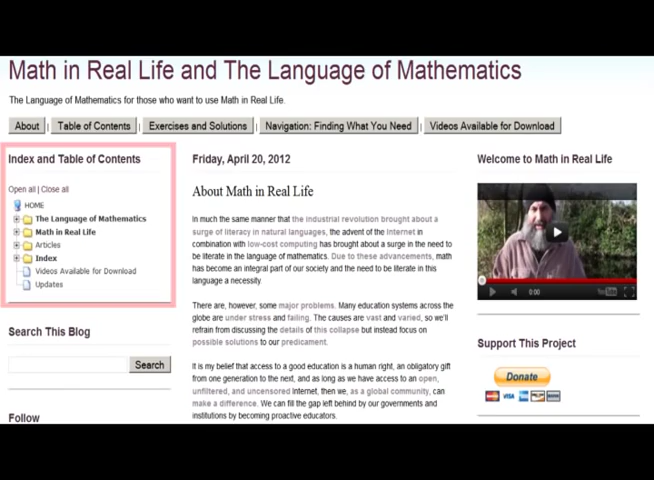 Math in Real Life and The Language of Mathematics
The Language of Mathematics for those who want to use Math in Real Life.
About | Table of Contents | Exercises and Solutions | Navigation: Finding What You Need | Videos Available for Download
Index and Table of Contents
Open all | Close all
HOME
The Language of Mathematics
Math in Real Life
Articles
Index
Videos Available for Download
Updates
Search This Blog
Search
Follow
Friday, April 20, 2012
About Math in Real Life
In much the same manner that the industrial revolution brought about a
surge of literacy in natural languages, the advent of the Internet in
combination with low-cost computing has brought about a surge in the need to
be literate in the language of mathematics. Due to these advancements, math
has become an integral part of our society and the need to be literate in this
language a necessity.
There are, however, some major problems. Many education systems across the
globe are under stress and failing. The causes are vast and varied, so we'll
refrain from discussing the details of this collapse but instead focus on
possible solutions to our predicament.
It is my belief that access to a good education is a human right, an obligatory gift
from one generation to the next, and as long as we have access to an open,
unfiltered, and uncensored Internet, then we, as a global community, can
make a difference. We can fill the gap left behind by our governments and
institutions by becoming proactive educators.
Welcome to Math in Real Life
0:00
YouTube
Support This Project
Donate
VISA